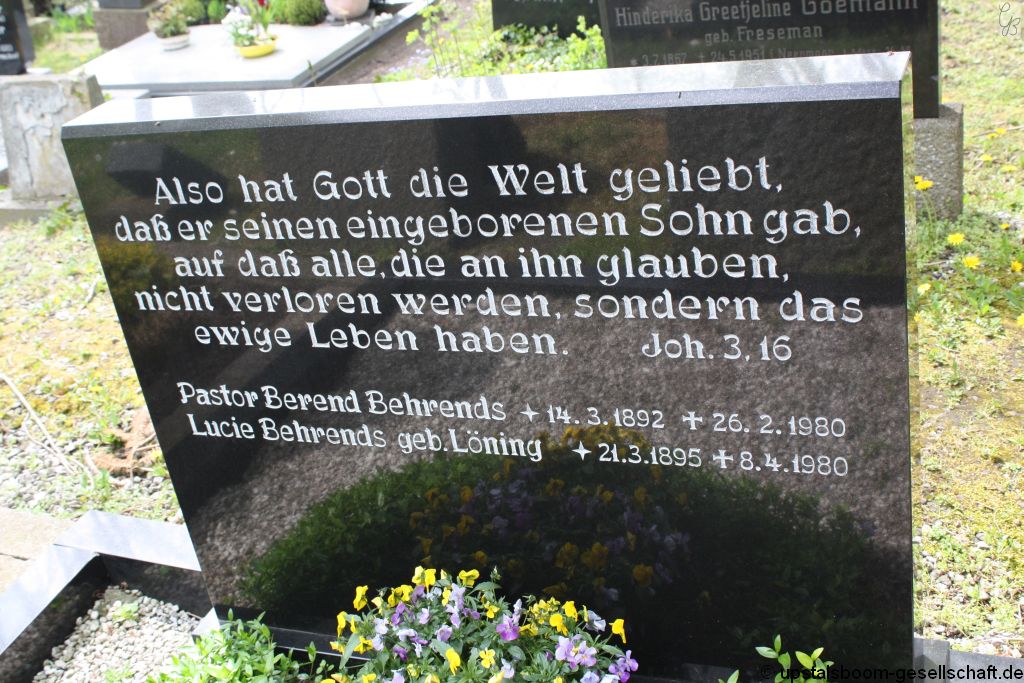 Hinderika Greetjeline Goemann
geb. Freseman
Also hat Gott die Welt geliebt,
daß er seinen eingeborenen Sohn gab,
auf daß alle, die an ihn glauben,
nicht verloren werden, sondern das
ewige Leben haben. Joh. 3, 16
Pastor Berend Behrends ✦ 14. 3. 1892 ✝ 26. 2. 1980
Lucie Behrends geb. Löning ✦ 21.3.1895 ✝ 8.4.1980
© upstalsboom-gesellschaft.de